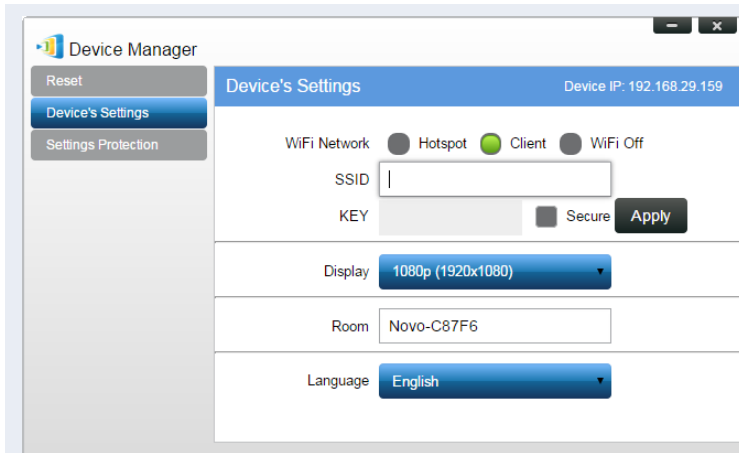 Device Manager
Reset
Device's Settings
Settings Protection
Device's Settings Device IP: 192.168.29.159
WiFi Network Hotspot Client WiFi Off
SSID
KEY Secure Apply
Display 1080p (1920x1080)
Room Novo-C87F6
Language English